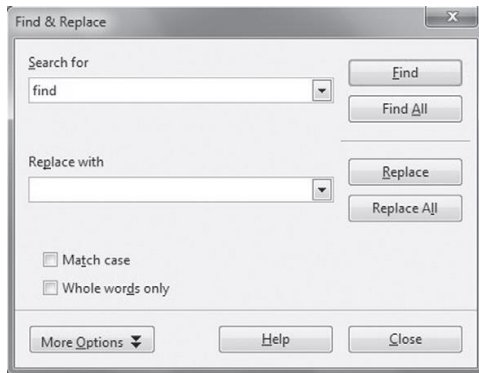 Find & Replace
Search for
find
Find
Find All
Replace with
Replace
Replace All
Match case
Whole words only
More Options
Help
Close